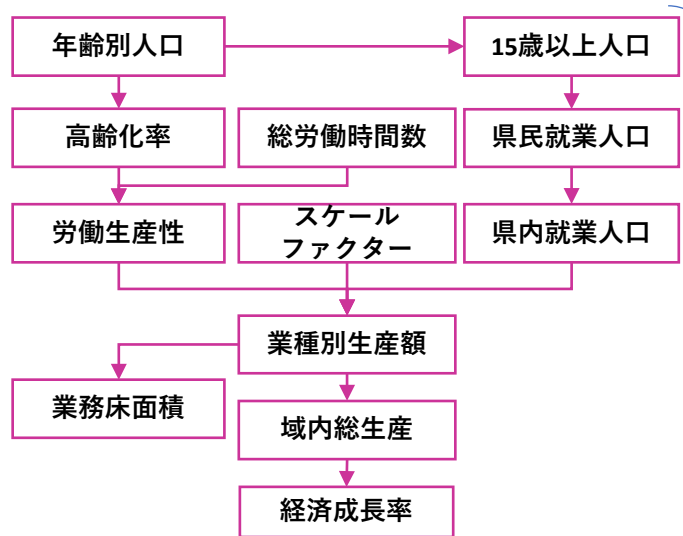 年齢別人口
15歳以上人口
高齢化率
総労働時間数
県民就業人口
労働生産性
スケール
ファクター
県内就業人口
業種別生産額
業務床面積
域内総生産
経済成長率